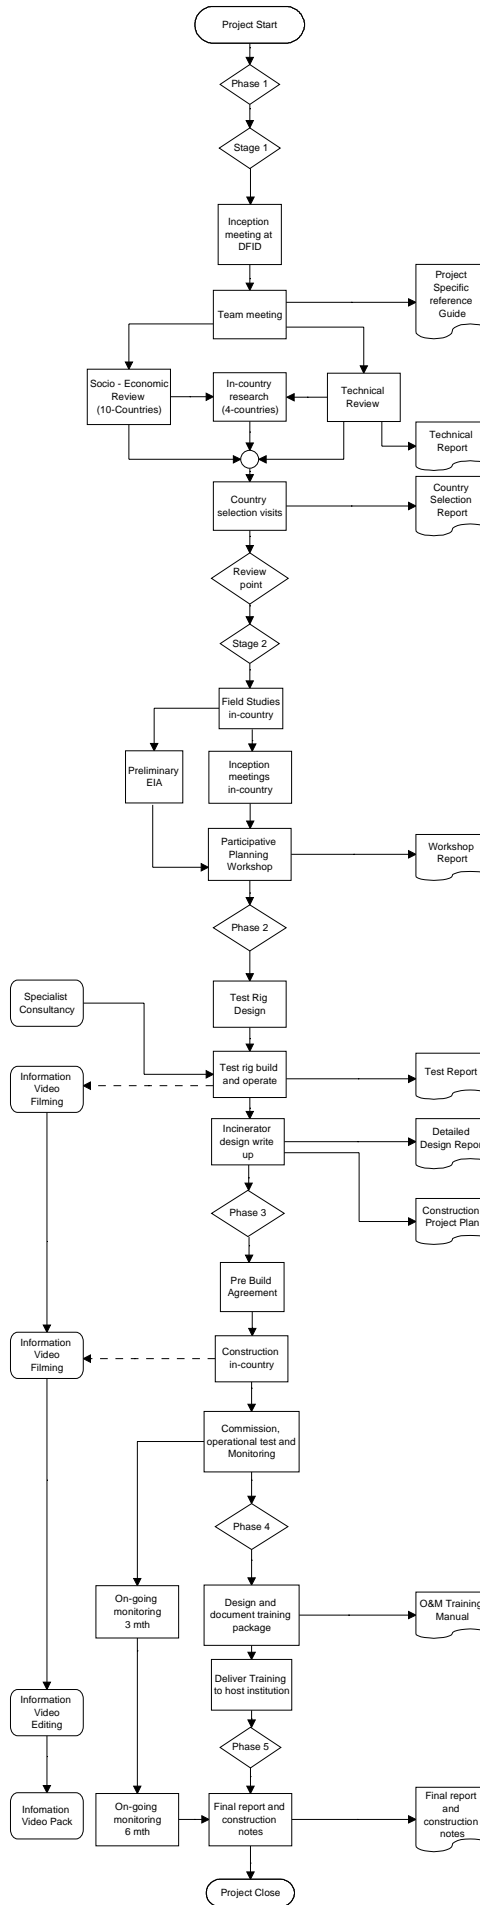 Project Start
Phase 1
Stage 1
Inception
meeting at
DFID
Project
Specific
reference
Guide
Team meeting
Socio - Economic
Review
(10-Countries)
In-country
research
(4-countries)
Technical
Review
Technical
Report
Country
selection visits
Country
Selection
Report
Review
point
Stage 2
Field Studies
in-country
Preliminary
EIA
Inception
meetings
in-country
Participative
Planning
Workshop
Workshop
Report
Phase 2
Specialist
Consultancy
Test Rig
Design
Test rig build
and operate
Test Report
Information
Video
Filming
Incinerator
design write
up
Detailed
Design Repor
Phase 3
Construction
Project Plan
Pre Build
Agreement
Information
Video
Filming
Construction
in-country
Commission,
operational test and
Monitoring
Phase 4
On-going
monitoring
3 mth
Design and
document training
package
O&M Training
Manual
Deliver Training
to host institution
Information
Video
Editing
Phase 5
Infomation
Video Pack
On-going
monitoring
6 mth
Final report and
construction
notes
Final report
and
construction
notes
Project Close